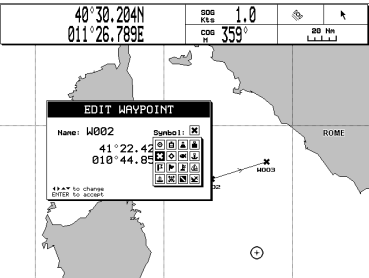 40°30.204N
011°26.789E
SOG
Kts
1.0
COG
M
359°
20 Nm
EDIT WAYPOINT
Name: W002
Symbol:
41°22.42
010°44.85
to change
ENTER to accept
ROME
W003
02